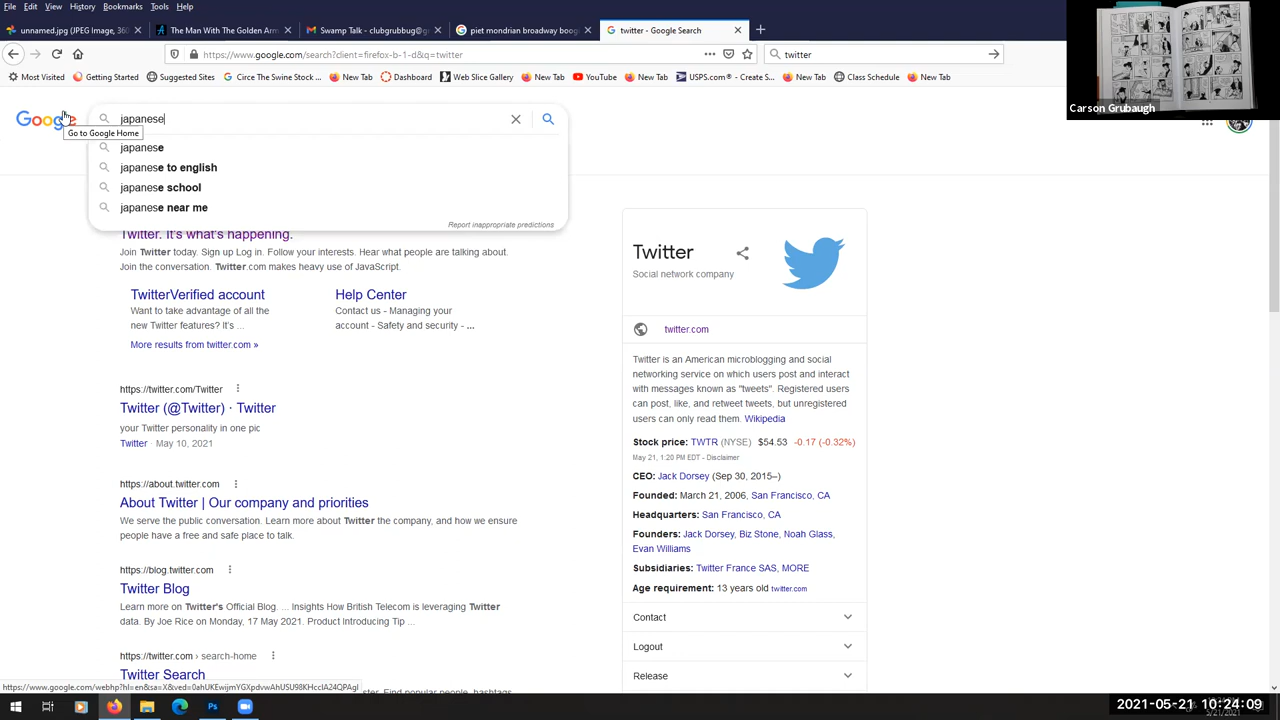 File Edit View History Bookmarks Tools Help
unnamed.jpg (JPEG Image, 360
The Man With The Golden Arm
Swamp Talk - clubgrubbug@g
piet mondrian broadway boog
twitter - Google Search
https://www.google.com/search?client=firefox-b-1-d&q=twitter
twitter
Most Visited Getting Started Suggested Sites Circe The Swine Stock ... New Tab Dashboard Web Slice Gallery New Tab YouTube New Tab USPS.com® - Create S... New Tab Class Schedule New Tab
Carson Grubaugh
Google
japanese
Go to Google Home
japanese
japanese to english
japanese school
japanese near me
Report inappropriate predictions
Twitter. It's what's happening.
Join Twitter today. Sign up Log in. Follow your interests. Hear what people are talking about.
Join the conversation. Twitter.com makes heavy use of JavaScript.
TwitterVerified account
Want to take advantage of all the
new Twitter features? It's ...
Help Center
Contact us - Managing your
account - Safety and security - ...
More results from twitter.com »
https://twitter.com/Twitter
Twitter (@Twitter) · Twitter
your Twitter personality in one pic
Twitter · May 10, 2021
https://about.twitter.com
About Twitter | Our company and priorities
We serve the public conversation. Learn more about Twitter the company, and how we ensure
people have a free and safe place to talk.
https://blog.twitter.com
Twitter Blog
Learn more on Twitter's Official Blog. ... Insights How British Telecom is leveraging Twitter
data. By Joe Rice on Monday, 17 May 2021. Product Introducing Tip ...
https://twitter.com › search-home
Twitter Search
Find popular people, hashtags
Twitter
Social network company
twitter.com
Twitter is an American microblogging and social
networking service on which users post and interact
with messages known as "tweets". Registered users
can post, like, and retweet tweets, but unregistered
users can only read them. Wikipedia
Stock price: TWTR (NYSE) $54.53 -0.17 (-0.32%)
May 21, 1:20 PM EDT - Disclaimer
CEO: Jack Dorsey (Sep 30, 2015–)
Founded: March 21, 2006, San Francisco, CA
Headquarters: San Francisco, CA
Founders: Jack Dorsey, Biz Stone, Noah Glass,
Evan Williams
Subsidiaries: Twitter France SAS, MORE
Age requirement: 13 years old twitter.com
Contact
Logout
Release
2021-05-21 10:24:09